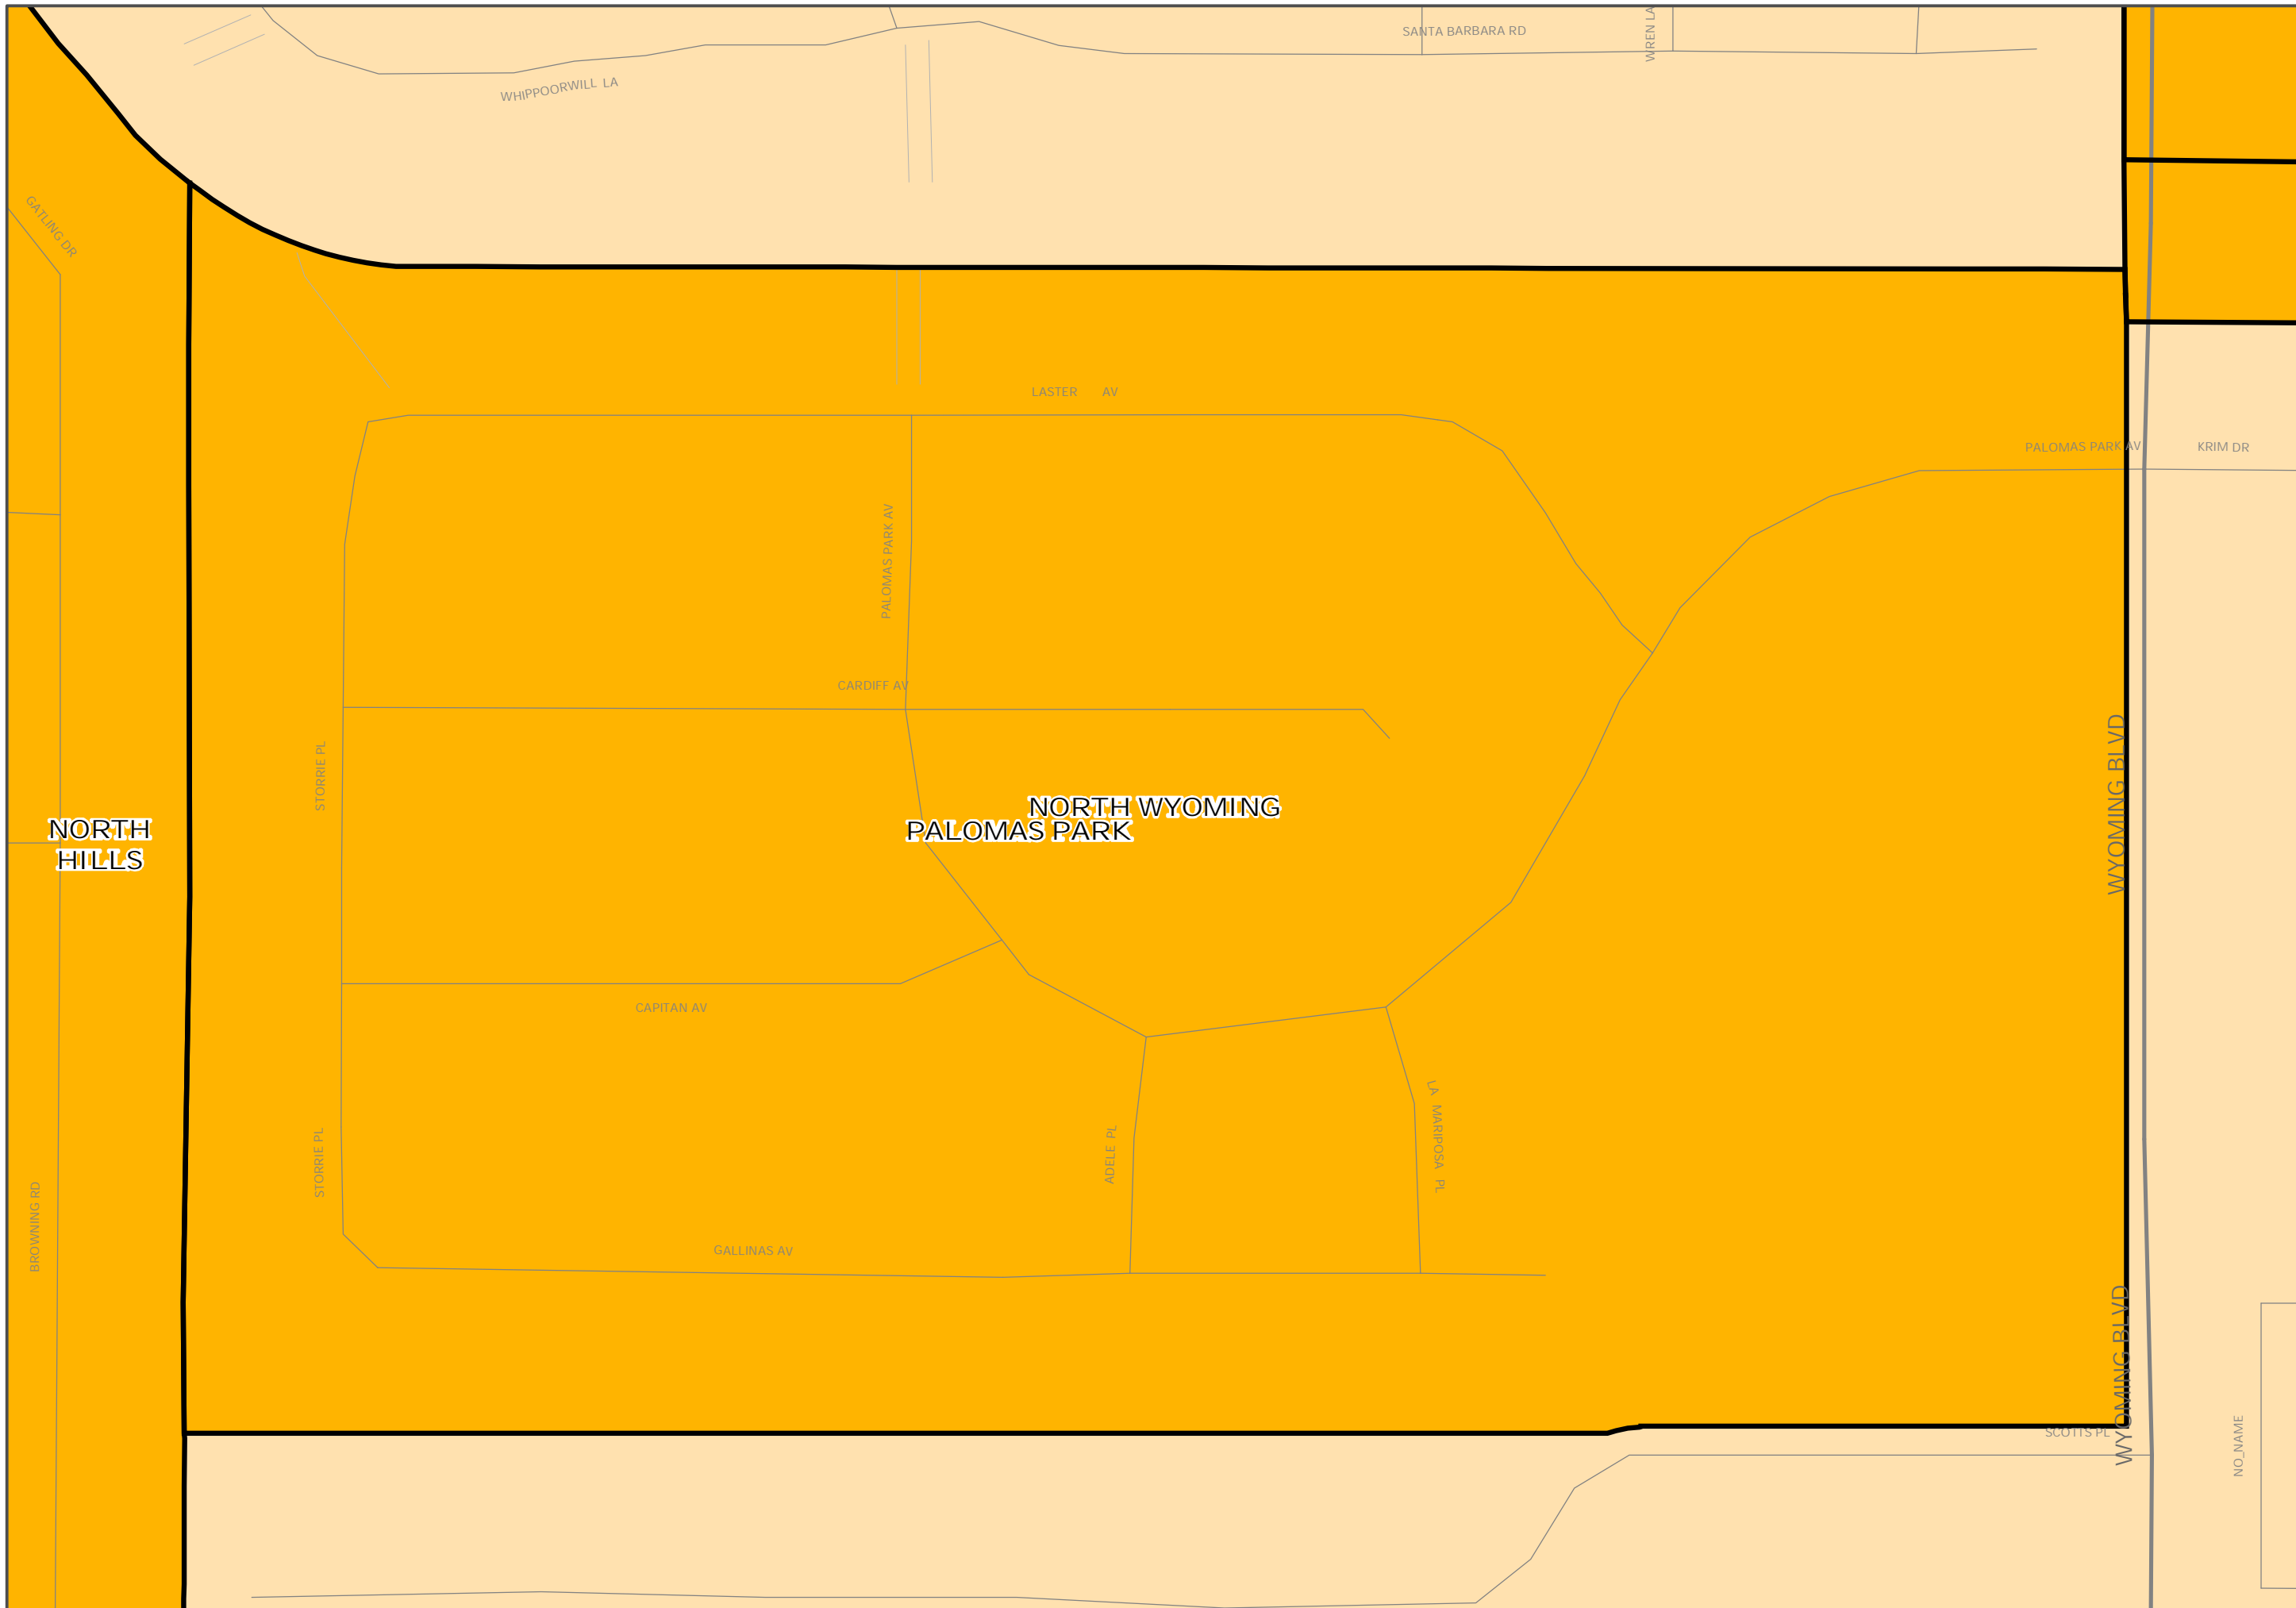 SANTA BARBARA RD
WREN LA
WHIPPOORWILL LA
GATLING DR
LASTER AV
PALOMAS PARK AV
KRIM DR
PALOMAS PARK AV
CARDIFF AV
STORRIE PL
WYOMING BLVD
NORTH WYOMING
PALOMAS PARK
NORTH
HILLS
CAPITAN AV
LA MARIPOSA PL
STORRIE PL
ADELE PL
BROWNING RD
GALLINAS AV
WYOMING BLVD
SCOTTS PL
NO_NAME